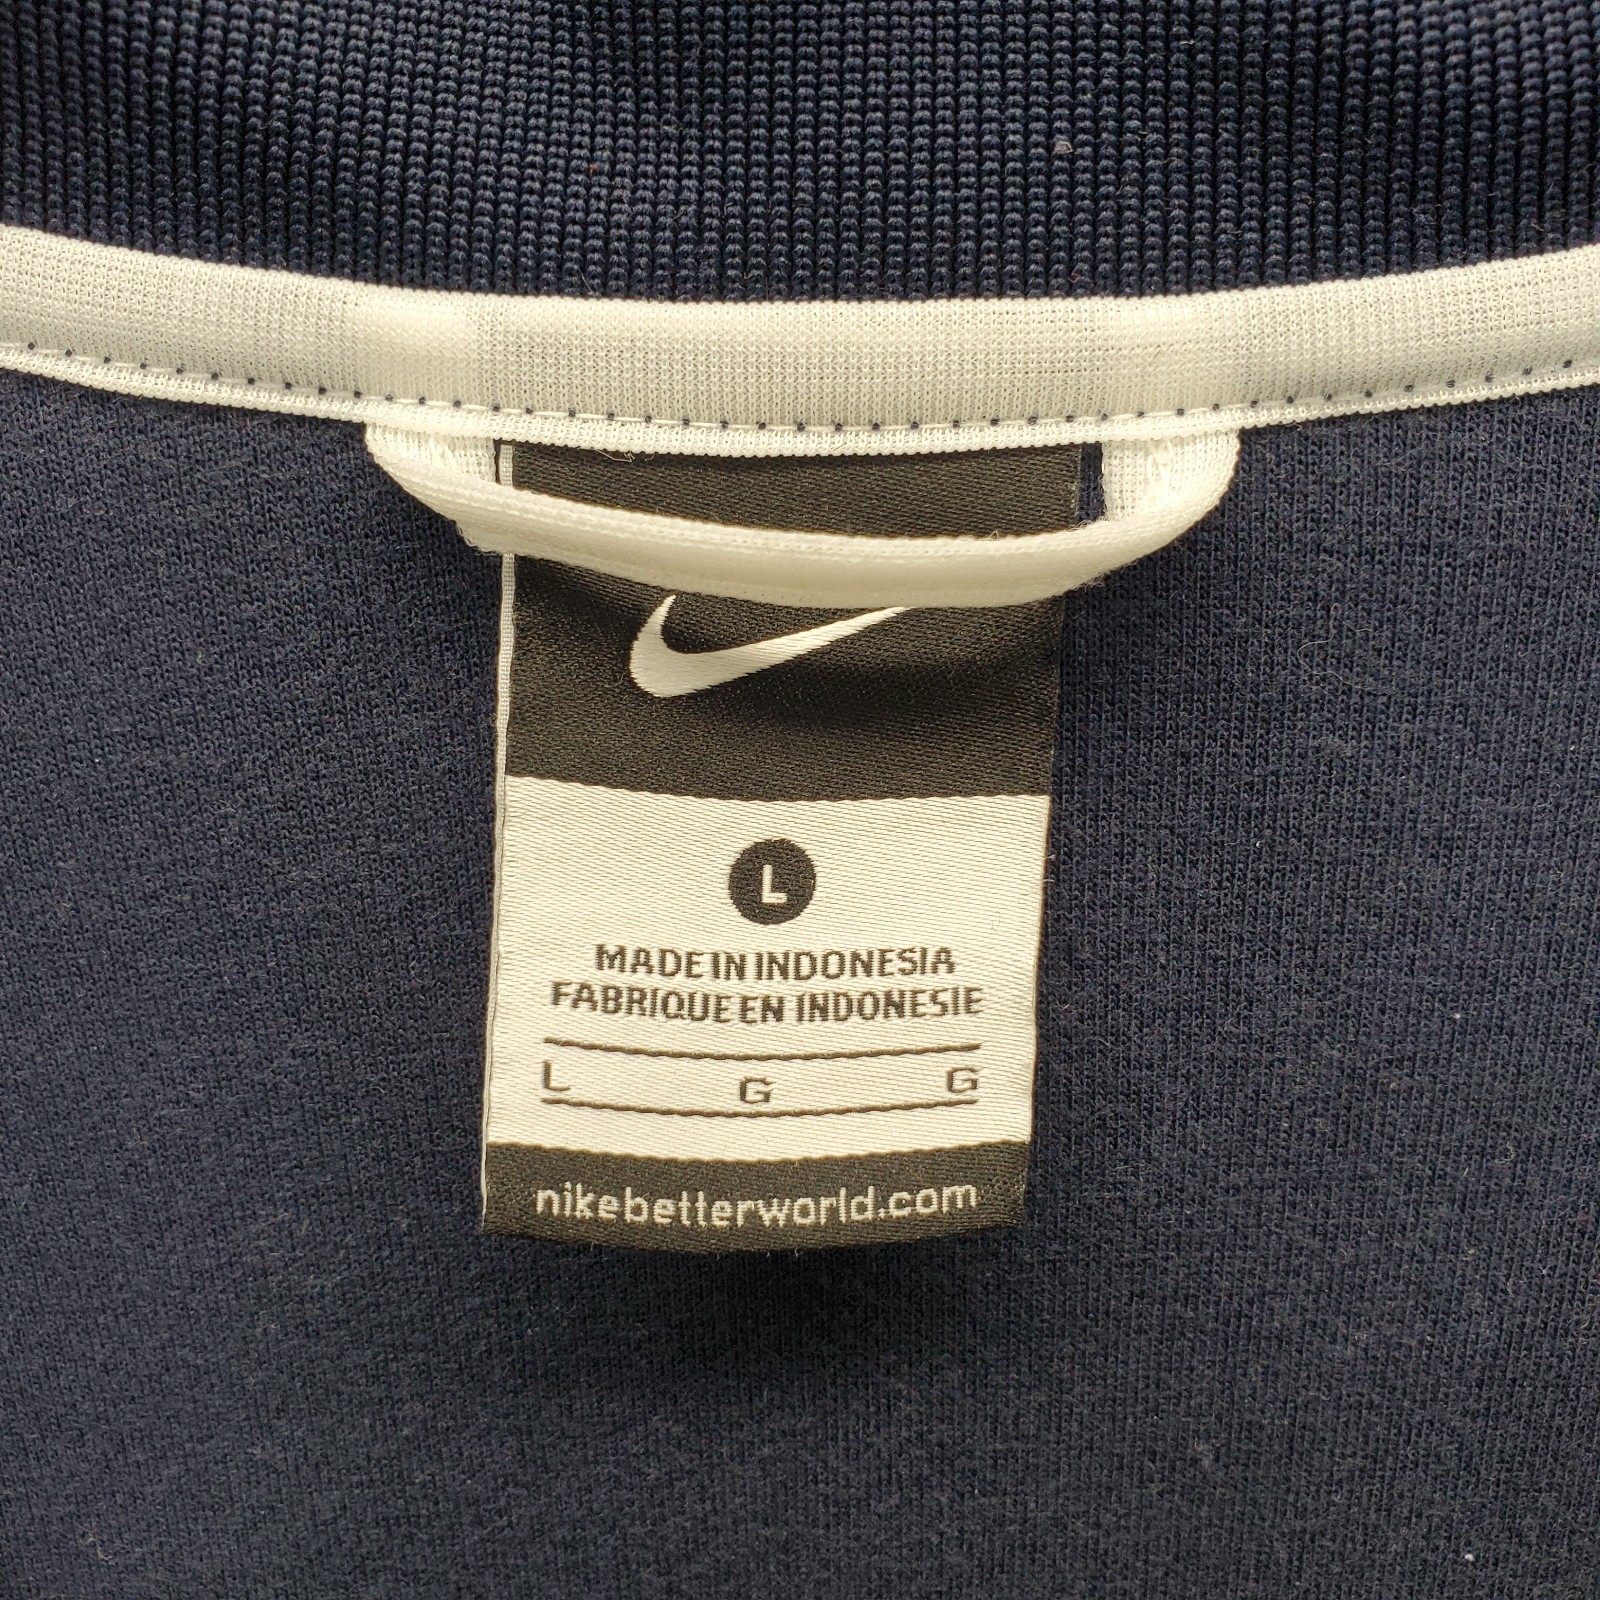 L
MADE IN INDONESIA
FABRIQUE EN INDONESIE
L G G
nikebetterworld.com